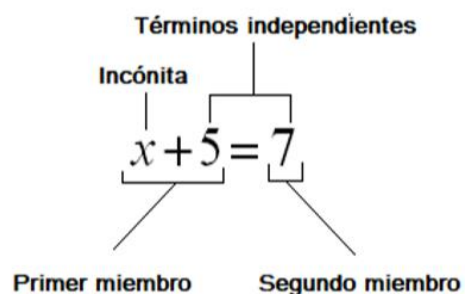 Términos independientes
Incónita
x + 5 = 7
Primer miembro
Segundo miembro